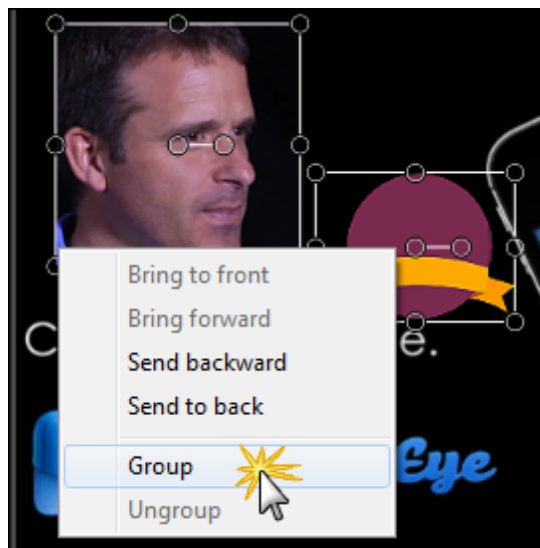 Bring to front
Bring forward
Send backward
Send to back
C e.
Group
Eye
Ungroup